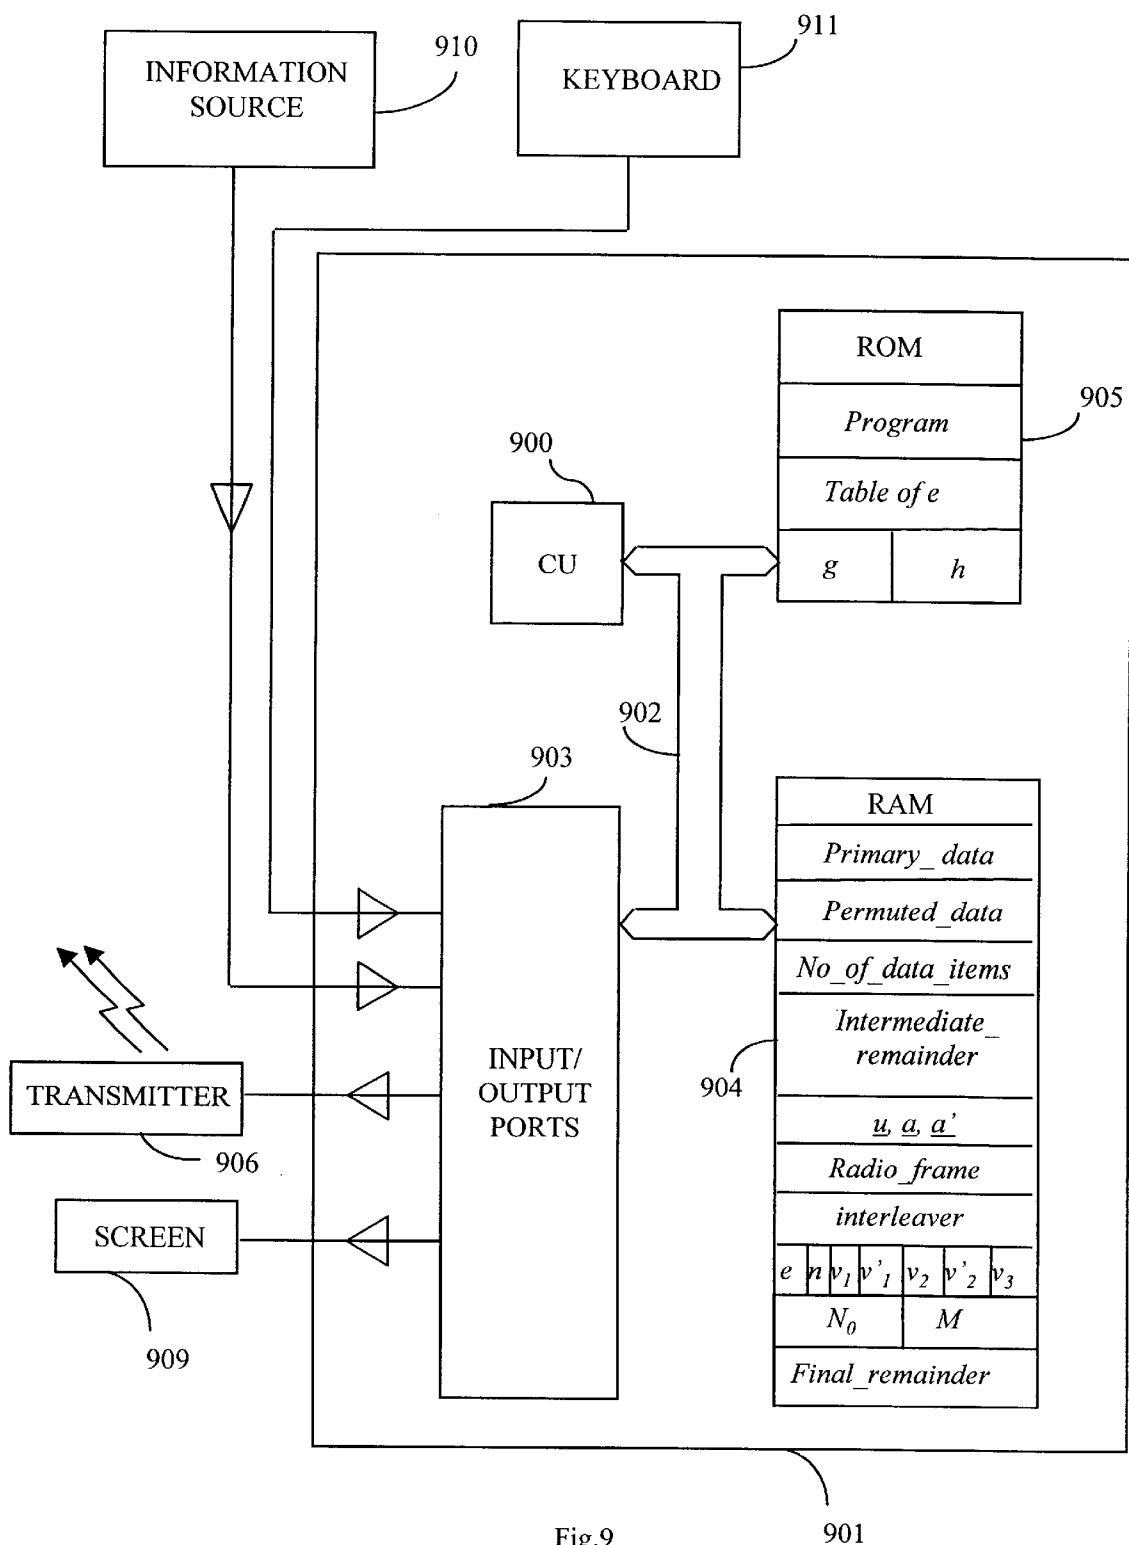 910
911
INFORMATION
SOURCE
KEYBOARD
ROM
905
Program
900
Table of e
CU
g h
902
903
RAM
Primary_ data
Permuted_data
No_of_data_items
Intermediate_
remainder
904
INPUT/
OUTPUT
PORTS
TRANSMITTER
906
u, a, a'
Radio_frame
SCREEN
interleaver
e n v1 v'1 v2 v'2 v3
N0 M
909
Final_remainder
Fig.9
901